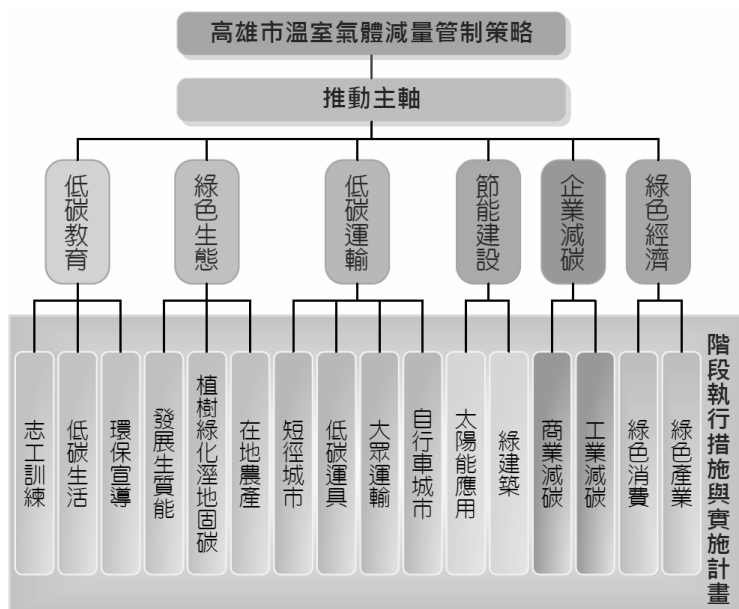 高雄市溫室氣體減量管制策略
推動主軸
低碳教育
綠色生態
低碳運輸
節能建設
企業減碳
綠色經濟
志工訓練
低碳生活
環保宣導
發展生質能
植樹綠化溼地固碳
在地農產
短徑城市
低碳運具
大眾運輸
自行車城市
太陽能應用
綠建築
商業減碳
工業減碳
綠色消費
綠色產業
階段執行措施與實施計畫